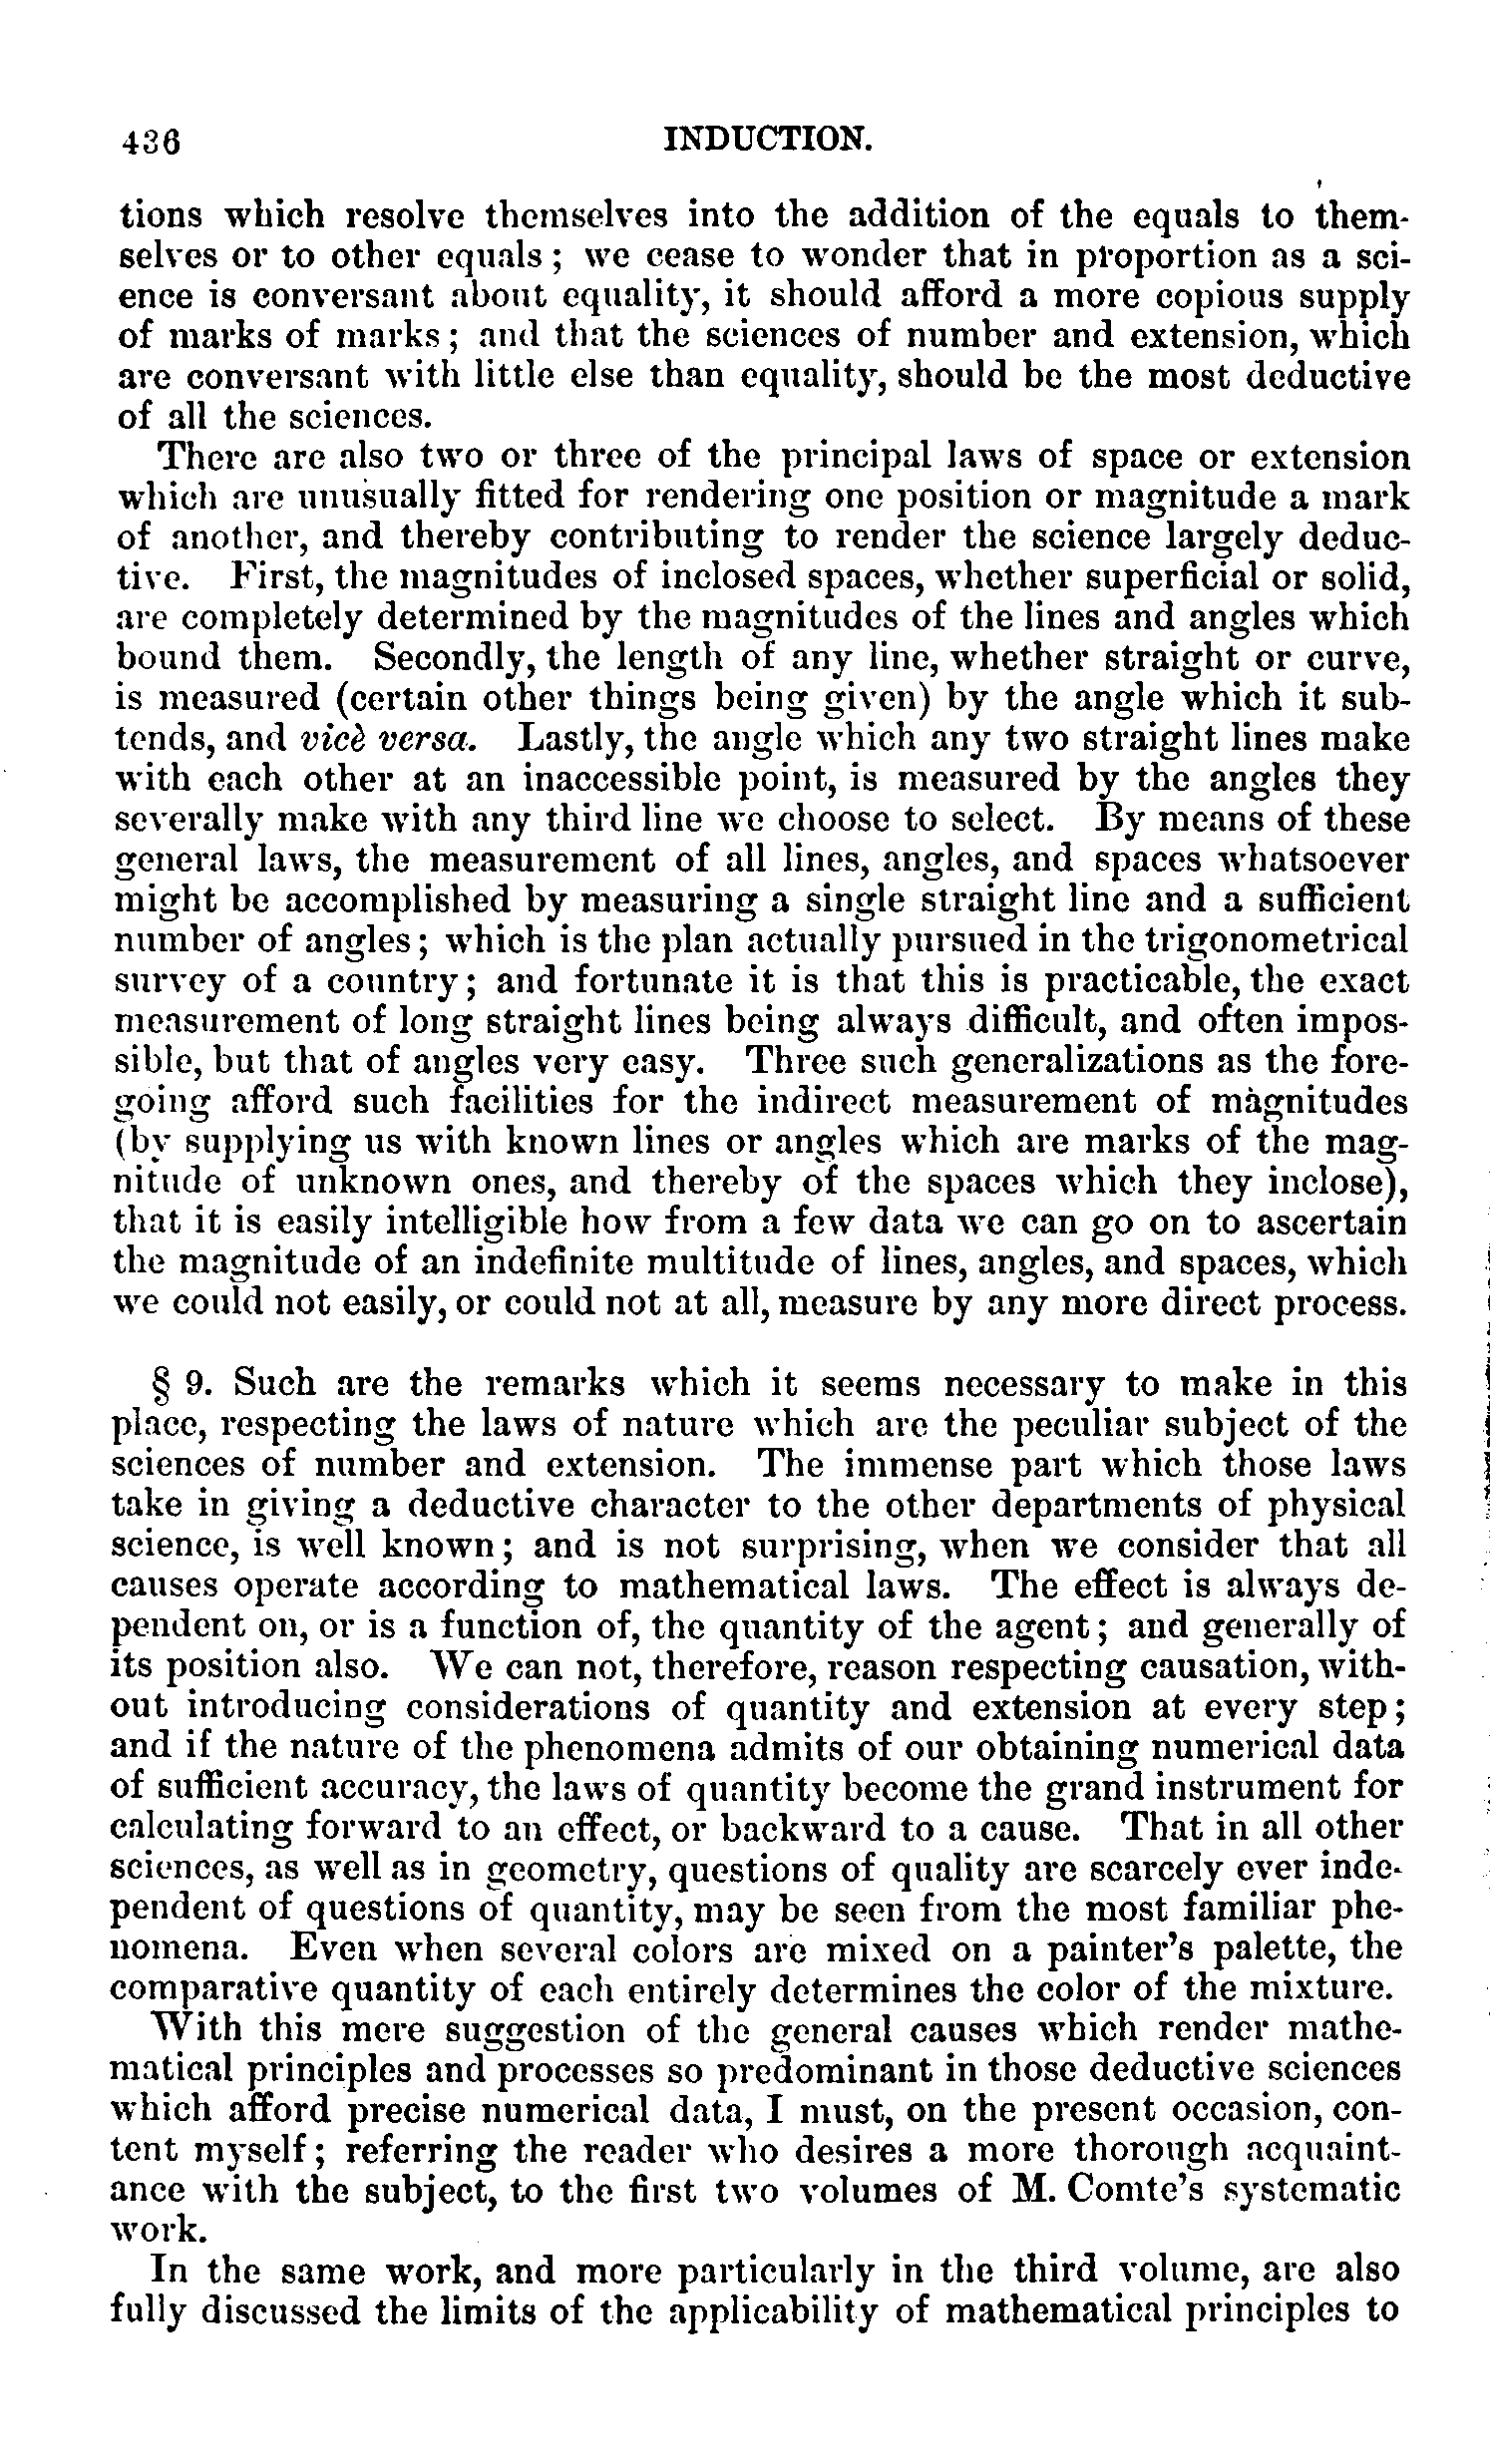 436 INDUCTION.
tions which resolve themselves into the addition of the equals to them-
selves or to other equals; we cease to wonder that in proportion as a sci-
ence is conversant about equality, it should afford a more copious supply
of marks of marks; and that the sciences of number and extension, which
are conversant with little else than equality, should be the most deductive
of all the sciences.
There are also two or three of the principal laws of space or extension
which are unusually fitted for rendering one position or magnitude a mark
of another, and thereby contributing to render the science largely deduc-
tive. First, the magnitudes of inclosed spaces, whether superficial or solid,
are completely determined by the magnitudes of the lines and angles which
bound them. Secondly, the length of any line, whether straight or curve,
is measured (certain other things being given) by the angle which it sub-
tends, and vicè versa. Lastly, the angle which any two straight lines make
with each other at an inaccessible point, is measured by the angles they
severally make with any third line we choose to select. By means of these
general laws, the measurement of all lines, angles, and spaces whatsoever
might be accomplished by measuring a single straight line and a sufficient
number of angles; which is the plan actually pursued in the trigonometrical
survey of a country; and fortunate it is that this is practicable, the exact
measurement of long straight lines being always difficult, and often impos-
sible, but that of angles very easy. Three such generalizations as the fore-
going afford such facilities for the indirect measurement of magnitudes
(by supplying us with known lines or angles which are marks of the mag-
nitude of unknown ones, and thereby of the spaces which they inclose),
that it is easily intelligible how from a few data we can go on to ascertain
the magnitude of an indefinite multitude of lines, angles, and spaces, which
we could not easily, or could not at all, measure by any more direct process.
§ 9. Such are the remarks which it seems necessary to make in this
place, respecting the laws of nature which are the peculiar subject of the
sciences of number and extension. The immense part which those laws
take in giving a deductive character to the other departments of physical
science, is well known; and is not surprising, when we consider that all
causes operate according to mathematical laws. The effect is always de-
pendent on, or is a function of, the quantity of the agent; and generally of
its position also. We can not, therefore, reason respecting causation, with-
out introducing considerations of quantity and extension at every step;
and if the nature of the phenomena admits of our obtaining numerical data
of sufficient accuracy, the laws of quantity become the grand instrument for
calculating forward to an effect, or backward to a cause. That in all other
sciences, as well as in geometry, questions of quality are scarcely ever inde-
pendent of questions of quantity, may be seen from the most familiar phe-
nomena. Even when several colors are mixed on a painter's palette, the
comparative quantity of each entirely determines the color of the mixture.
With this mere suggestion of the general causes which render mathe-
matical principles and processes so predominant in those deductive sciences
which afford precise numerical data, I must, on the present occasion, con-
tent myself; referring the reader who desires a more thorough acquaint-
ance with the subject, to the first two volumes of M. Comte's systematic
work.
In the same work, and more particularly in the third volume, are also
fully discussed the limits of the applicability of mathematical principles to